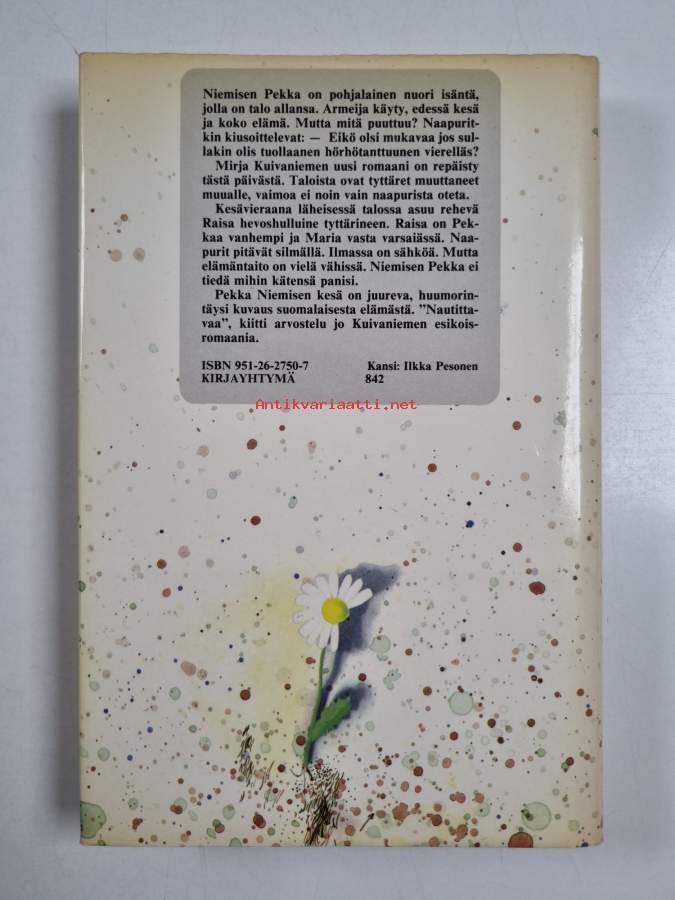 Niemisen Pekka on pohjalainen nuori isäntä,
jolla on talo allansa. Armeija käyty, edessä kesä
ja koko elämä. Mutta mitä puuttuu? Naapurit-
kin kiusoittelevat: — Eikö olsi mukavaa jos sul-
lakin olis tuollaanen hörhötanttuunen vierelläs?
Mirja Kuivaniemen uusi romaani on repäisty
tästä päivästä. Taloista ovat tyttäret muuttaneet
muualle, vaimoa ei noin vain naapurista oteta.
Kesävieraana läheisessä talossa asuu rehevä
Raisa hevoshulluine tyttärineen. Raisa on Pek-
kaa vanhempi ja Maria vasta varsaiässä. Naa-
purit pitävät silmällä. Ilmassa on sähköä. Mutta
elämäntaito on vielä vähissä. Niemisen Pekka ei
tiedä mihin kätensä panisi.
Pekka Niemisen kesä on juureva, huumorin-
täysi kuvaus suomalaisesta elämästä. ”Nautitta-
vaa”, kiitti arvostelu jo Kuivaniemen esikois-
romaania.
ISBN 951-26-2750-7 Kansi: Ilkka Pesonen
KIRJAYHTYMÄ 842
Antikvariaatti.net